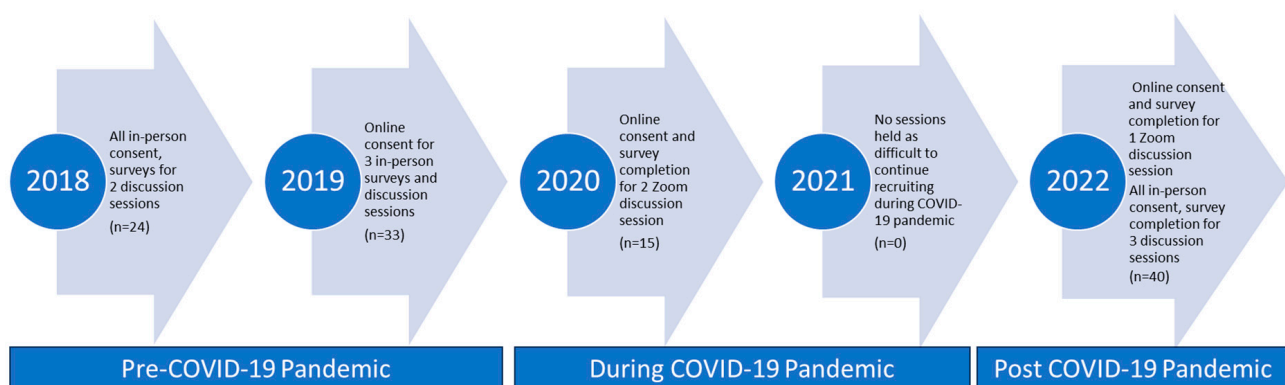 2018
All in-person
consent,
surveys for
2 discussion
sessions
(n=24)
2019
Online
consent for
3 in-person
surveys and
discussion
sessions
(n=33)
2020
Online
consent and
survey
completion
for 2 Zoom
discussion
session
(n=15)
2021
No sessions
held as
difficult to
continue
recruiting
during COVID-
19 pandemic
(n=0)
2022
Online consent
and survey
completion for
1 Zoom
discussion
session
All in-person
consent, survey
completion for
3 discussion
sessions
(n=40)
Pre-COVID-19 Pandemic
During COVID-19 Pandemic
Post COVID-19 Pandemic